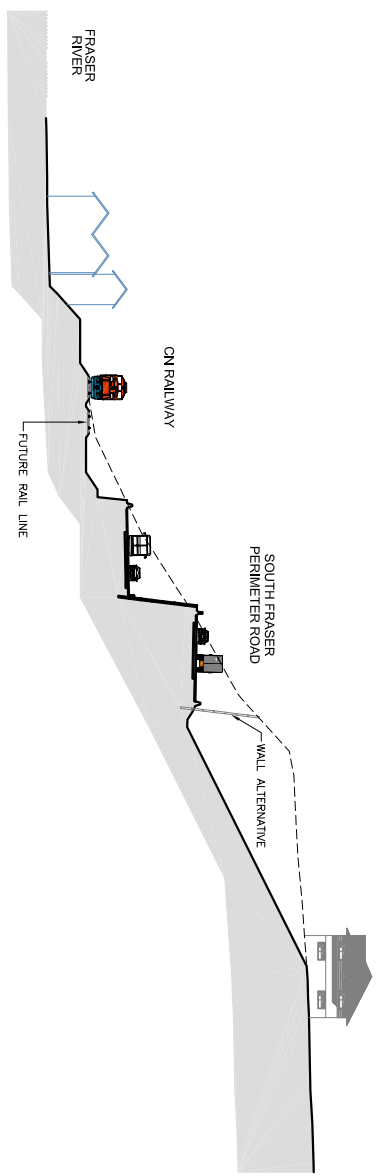 FRASER
RIVER
CN RAILWAY
FUTURE RAIL LINE
SOUTH FRASER
PERIMETER ROAD
WALL ALTERNATIVE